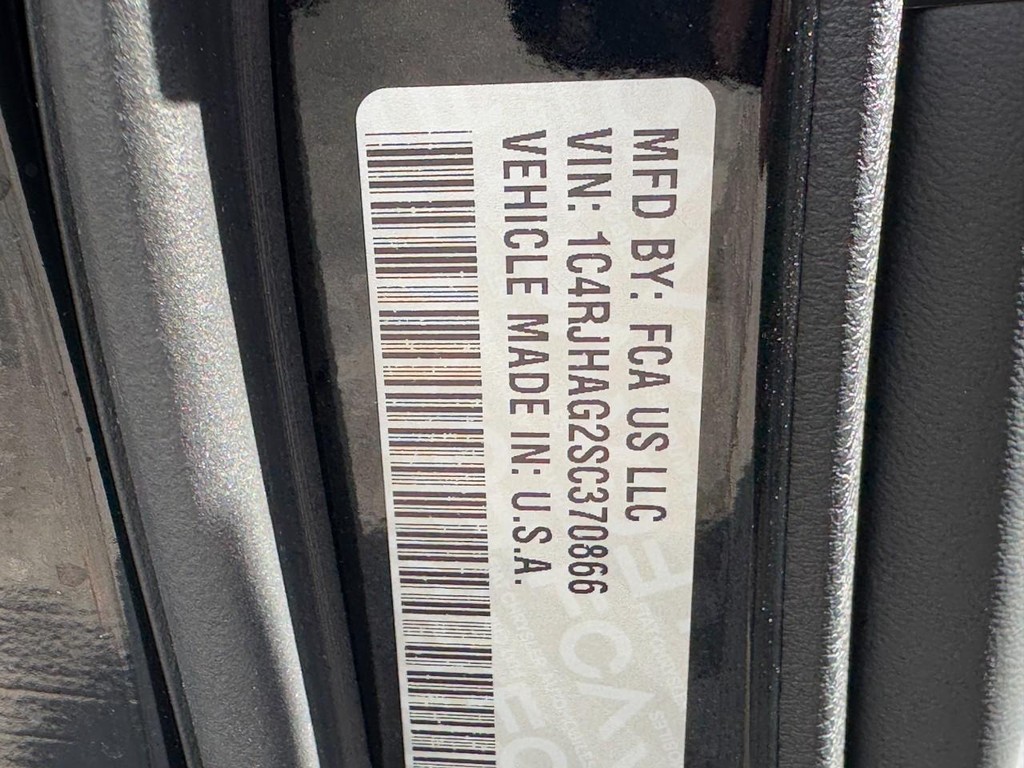 MFD BY: FCA US LLC
VIN: 1C4RJHAG2SC370866
VEHICLE MADE IN: U.S.A.